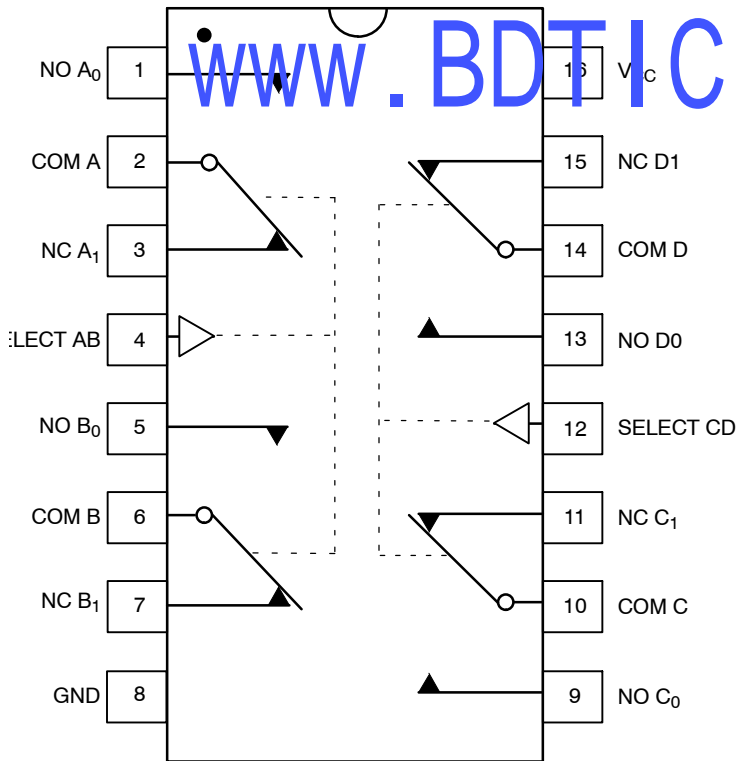 WWW.BDTIC
NO A₀ 1
COM A 2
NC A₁ 3
ELECT AB 4
NO B₀ 5
COM B 6
NC B₁ 7
GND 8
16
15 NC D1
14 COM D
13 NO D0
12 SELECT CD
11 NC C₁
10 COM C
9 NO C₀